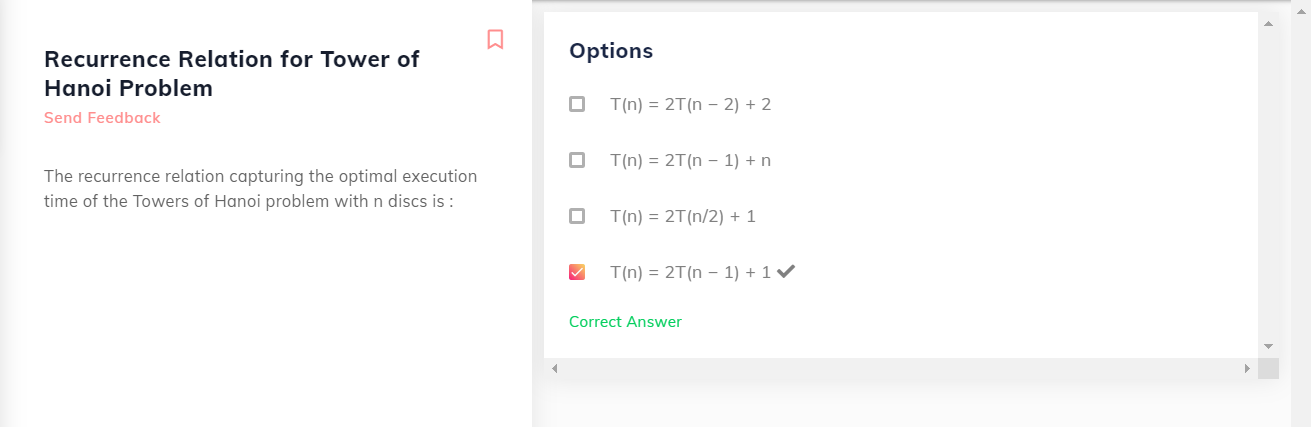 Recurrence Relation for Tower of
Hanoi Problem
Send Feedback
The recurrence relation capturing the optimal execution
time of the Towers of Hanoi problem with n discs is :
Options
T(n) = 2T(n − 2) + 2
T(n) = 2T(n − 1) + n
T(n) = 2T(n/2) + 1
T(n) = 2T(n − 1) + 1
Correct Answer